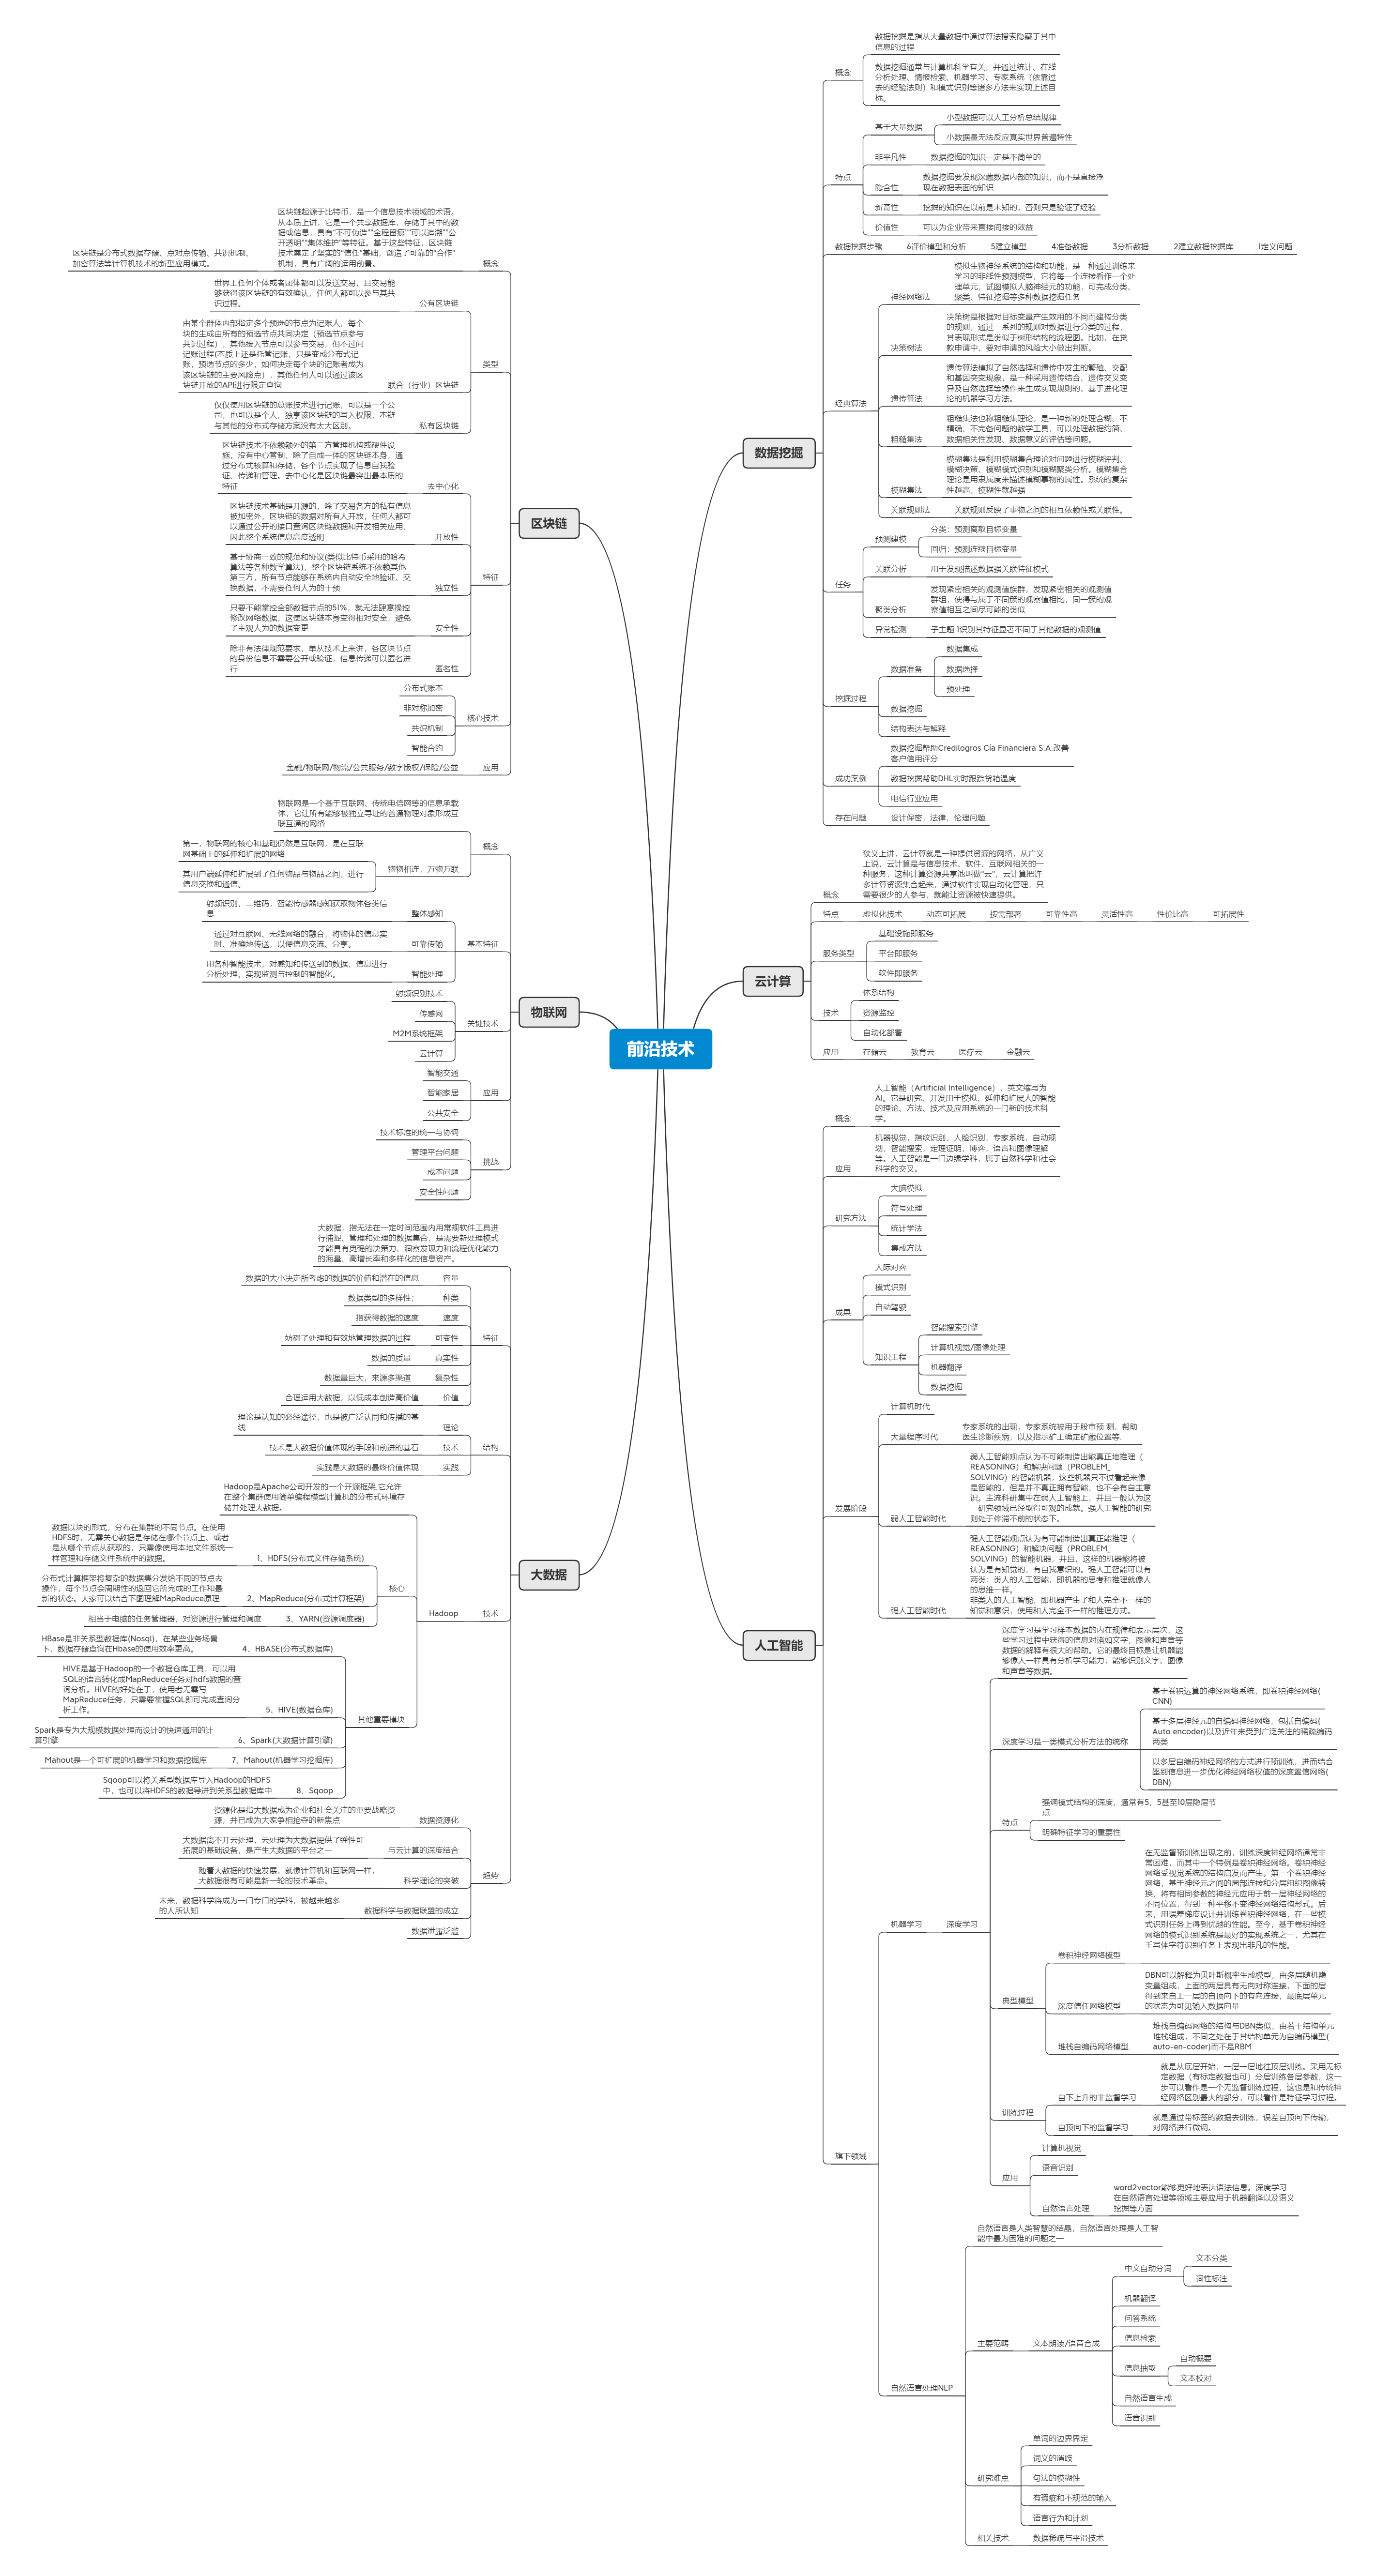 前沿技术
数据挖掘
概念
数据挖掘是指从大量数据中通过算法搜索隐藏于其中
信息的过程
数据挖掘通常与计算机科学有关，并通过统计、在线
分析处理、情报检索、机器学习、专家系统（依靠过
去的经验法则）和模式识别等诸多方法来实现上述目
标。
特点
基于大量数据
小型数据可以人工分析总结规律
小数据量无法反应真实世界普遍特性
非平凡性
数据挖掘的知识一定是不简单的
隐含性
数据挖掘要发现深藏数据内部的知识，而不是直接浮
现在数据表面的知识
新奇性
挖掘的知识在以前是未知的，否则只是验证了经验
价值性
可以为企业带来直接间接的效益
数据挖掘步骤
6评价模型和分析
5建立模型
4准备数据
3分析数据
2建立数据挖掘库
1定义问题
经典算法
神经网络法
模拟生物神经系统的结构和功能，是一种通过训练来
学习的非线性预测模型，它将每一个连接看作一个处
理单元，试图模拟人脑神经元的功能，可完成分类、
聚类、特征挖掘等多种数据挖掘任务
决策树法
决策树是根据对目标变量产生效用的不同而建构分类
的规则，通过一系列的规则对数据进行分类的过程，
其表现形式是类似于树形结构的流程图。比如，在贷
款申请中，要对申请的风险大小做出判断。
遗传算法
遗传算法模拟了自然选择和遗传中发生的繁殖、交配
和基因突变现象，是一种采用遗传结合、遗传交叉变
异及自然选择等操作来生成实现规则的、基于进化理
论的机器学习方法。
粗糙集法
粗糙集法也称粗糙集理论，是一种新的处理含糊、不
精确、不完备问题的数学工具，可以处理数据约简、
数据相关性发现、数据意义的评估等问题。
模糊集法
模糊集法是利用模糊集合理论对问题进行模糊评判、
模糊决策、模糊模式识别和模糊聚类分析。模糊集合
理论是用隶属度来描述模糊事物的属性。系统的复杂
性越高，模糊性就越强
关联规则法
关联规则反映了事物之间的相互依赖性或关联性。
任务
预测建模
分类：预测离散目标变量
回归：预测连续目标变量
关联分析
用于发现描述数据强关联特征模式
聚类分析
发现紧密相关的观测值族群，发现紧密相关的观测值
群组，使得与属于不同簇的观察值相比，同一簇的观
察值相互之间尽可能的类似
异常检测
子主题 1识别其特征显著不同于其他数据的观测值
挖掘过程
数据准备
数据集成
数据选择
预处理
数据挖掘
结构表达与解释
成功案例
数据挖掘帮助Credilogros Cía Financiera S.A.改善
客户信用评分
数据挖掘帮助DHL实时跟踪货箱温度
电信行业应用
存在问题
设计保密，法律，伦理问题
云计算
概念
狭义上讲，云计算就是一种提供资源的网络，从广义
上说，云计算是与信息技术、软件、互联网相关的一
种服务，这种计算资源共享池叫做“云”，云计算把许
多计算资源集合起来，通过软件实现自动化管理，只
需要很少的人参与，就能让资源被快速提供。
特点
虚拟化技术
动态可拓展
按需部署
可靠性高
灵活性高
性价比高
可拓展性
服务类型
基础设施即服务
平台即服务
软件即服务
技术
体系结构
资源监控
自动化部署
应用
存储云
教育云
医疗云
金融云
人工智能
概念
人工智能（Artificial Intelligence），英文缩写为
AI。它是研究、开发用于模拟、延伸和扩展人的智能
的理论、方法、技术及应用系统的一门新的技术科
学。
应用
机器视觉，指纹识别，人脸识别，专家系统，自动规
划，智能搜索，定理证明，博弈，语言和图像理解
等。人工智能是一门边缘学科，属于自然科学和社会
科学的交叉。
研究方法
大脑模拟
符号处理
统计学法
集成方法
成果
人际对弈
模式识别
自动驾驶
知识工程
智能搜索引擎
计算机视觉/图像处理
机器翻译
数据挖掘
发展阶段
计算机时代
大量程序时代
专家系统的出现，专家系统被用于股市预 测，帮助
医生诊断疾病，以及指示矿工确定矿藏位置等.
弱人工智能时代
弱人工智能观点认为不可能制造出能真正地推理（
REASONING）和解决问题（PROBLEM_
SOLVING）的智能机器，这些机器只不过看起来像
是智能的，但是并不真正拥有智能，也不会有自主意
识。主流科研集中在弱人工智能上，并且一般认为这
一研究领域已经取得可观的成就。强人工智能的研究
则处于停滞不前的状态下。
强人工智能时代
强人工智能观点认为有可能制造出真正能推理（
REASONING）和解决问题（PROBLEM_
SOLVING）的智能机器，并且，这样的机器能将被
认为是有知觉的，有自我意识的。强人工智能可以有
两类：类人的人工智能，即机器的思考和推理就像人
的思维一样。
非类人的人工智能，即机器产生了和人完全不一样的
知觉和意识，使用和人完全不一样的推理方式。
旗下领域
机器学习
深度学习
深度学习是学习样本数据的内在规律和表示层次，这
些学习过程中获得的信息对诸如文字，图像和声音等
数据的解释有很大的帮助。它的最终目标是让机器能
够像人一样具有分析学习能力，能够识别文字、图像
和声音等数据。
深度学习是一类模式分析方法的统称
基于卷积运算的神经网络系统，即卷积神经网络(
CNN)
基于多层神经元的自编码神经网络，包括自编码(
Auto encoder)以及近年来受到广泛关注的稀疏编码
两类
以多层自编码神经网络的方式进行预训练，进而结合
鉴别信息进一步优化神经网络权值的深度置信网络(
DBN)
特点
强调模式结构的深度，通常有5，5甚至10层隐层节
点
明确特征学习的重要性
典型模型
卷积神经网络模型
在无监督预训练出现之前，训练深度神经网络通常非
常困难，而其中一个特例是卷积神经网络。卷积神经
网络受视觉系统的结构启发而产生。第一个卷积神经
网络，基于神经元之间的局部连接和分层组织图像转
换，将有相同参数的神经元应用于前一层神经网络的
不同位置，得到一种平移不变神经网络结构形式。后
来，用误差梯度设计并训练卷积神经网络，在一些模
式识别任务上得到优越的性能。至今，基于卷积神经
网络的模式识别系统是最好的实现系统之一，尤其在
手写体字符识别任务上表现出非凡的性能。
深度信任网络模型
DBN可以解释为贝叶斯概率生成模型，由多层随机隐
变量组成，上面的两层具有无向对称连接，下面的层
得到来自上一层的自顶向下的有向连接，最底层单元
的状态为可见输入数据向量
堆栈自编码网络模型
堆栈自编码网络的结构与DBN类似，由若干结构单元
堆栈组成，不同之处在于其结构单元为自编码模型(
auto-en-coder)而不是RBM
训练过程
自下上升的非监督学习
就是从底层开始，一层一层地往顶层训练。采用无标
定数据（有标定数据也可）分层训练各层参数，这一
步可以看作是一个无监督训练过程，这也是和传统神
经网络区别最大的部分，可以看作是特征学习过程。
自顶向下的监督学习
就是通过带标签的数据去训练，误差自顶向下传输，
对网络进行微调。
应用
计算机视觉
语音识别
自然语言处理
word2vector能够更好地表达语法信息。深度学习
在自然语言处理等领域主要应用于机器翻译以及语义
挖掘等方面
自然语言处理NLP
自然语言是人类智慧的结晶，自然语言处理是人工智
能中最为困难的问题之一
主要范畴
文本朗读/语音合成
中文自动分词
文本分类
词性标注
机器翻译
问答系统
信息检索
信息抽取
自动概要
文本校对
自然语言生成
语音识别
研究难点
单词的边界界定
词义的消歧
句法的模糊性
有瑕疵和不规范的输入
语言行为和计划
相关技术
数据稀疏与平滑技术
区块链
概念
区块链起源于比特币，是一个信息技术领域的术语。
从本质上讲，它是一个共享数据库，存储于其中的数
据或信息，具有“不可伪造”“全程留痕”“可以追溯”“公
开透明”“集体维护”等特征。基于这些特征，区块链
技术奠定了坚实的“信任”基础，创造了可靠的“合作”
机制，具有广阔的运用前景。
区块链是分布式数据存储、点对点传输、共识机制、
加密算法等计算机技术的新型应用模式。
类型
公有区块链
世界上任何个体或者团体都可以发送交易，且交易能
够获得该区块链的有效确认，任何人都可以参与其共
识过程。
联合（行业）区块链
由某个群体内部指定多个预选的节点为记账人，每个
块的生成由所有的预选节点共同决定（预选节点参与
共识过程），其他接入节点可以参与交易，但不过问
记账过程(本质上还是托管记账，只是变成分布式记
账，预选节点的多少，如何决定每个块的记账者成为
该区块链的主要风险点），其他任何人可以通过该区
块链开放的API进行限定查询
私有区块链
仅仅使用区块链的总账技术进行记账，可以是一个公
司，也可以是个人，独享该区块链的写入权限，本链
与其他的分布式存储方案没有太大区别。
特征
去中心化
区块链技术不依赖额外的第三方管理机构或硬件设
施，没有中心管制，除了自成一体的区块链本身，通
过分布式核算和存储，各个节点实现了信息自我验
证、传递和管理。去中心化是区块链最突出最本质的
特征
开放性
区块链技术基础是开源的，除了交易各方的私有信息
被加密外，区块链的数据对所有人开放，任何人都可
以通过公开的接口查询区块链数据和开发相关应用，
因此整个系统信息高度透明
独立性
基于协商一致的规范和协议(类似比特币采用的哈希
算法等各种数学算法)，整个区块链系统不依赖其他
第三方，所有节点能够在系统内自动安全地验证、交
换数据，不需要任何人为的干预
安全性
只要不能掌控全部数据节点的51%，就无法肆意操控
修改网络数据，这使区块链本身变得相对安全，避免
了主观人为的数据变更
匿名性
除非有法律规范要求，单从技术上来讲，各区块节点
的身份信息不需要公开或验证，信息传递可以匿名进
行
核心技术
分布式账本
非对称加密
共识机制
智能合约
应用
金融/物联网/物流/公共服务/数字版权/保险/公益
物联网
概念
物联网是一个基于互联网、传统电信网等的信息承载
体，它让所有能够被独立寻址的普通物理对象形成互
联互通的网络
物物相连，万物万联
第一，物联网的核心和基础仍然是互联网，是在互联
网基础上的延伸和扩展的网络
其用户端延伸和扩展到了任何物品与物品之间，进行
信息交换和通信。
基本特征
整体感知
射频识别，二维码，智能传感器感知获取物体各类信
息
可靠传输
通过对互联网、无线网络的融合，将物体的信息实
时、准确地传送，以便信息交流、分享。
智能处理
用各种智能技术，对感知和传送到的数据、信息进行
分析处理，实现监测与控制的智能化。
关键技术
射频识别技术
传感网
M2M系统框架
云计算
应用
智能交通
智能家居
公共安全
挑战
技术标准的统一与协调
管理平台问题
成本问题
安全性问题
大数据
大数据，指无法在一定时间范围内用常规软件工具进
行捕捉、管理和处理的数据集合，是需要新处理模式
才能具有更强的决策力、洞察发现力和流程优化能力
的海量、高增长率和多样化的信息资产。
特征
容量
数据的大小决定所考虑的数据的价值和潜在的信息
种类
数据类型的多样性；
速度
指获得数据的速度
可变性
妨碍了处理和有效地管理数据的过程
真实性
数据的质量
复杂性
数据量巨大，来源多渠道
价值
合理运用大数据，以低成本创造高价值
结构
理论
理论是认知的必经途径，也是被广泛认同和传播的基
线
技术
技术是大数据价值体现的手段和前进的基石
实践
实践是大数据的最终价值体现
技术
Hadoop
Hadoop是Apache公司开发的一个开源框架,它允许
在整个集群使用简单编程模型计算机的分布式环境存
储并处理大数据。
核心
1、HDFS(分布式文件存储系统)
数据以块的形式，分布在集群的不同节点。在使用
HDFS时，无需关心数据是存储在哪个节点上、或者
是从哪个节点从获取的，只需像使用本地文件系统一
样管理和存储文件系统中的数据。
2、MapReduce(分布式计算框架)
分布式计算框架将复杂的数据集分发给不同的节点去
操作，每个节点会周期性的返回它所完成的工作和最
新的状态。大家可以结合下面理解MapReduce原理
3、YARN(资源调度器)
相当于电脑的任务管理器，对资源进行管理和调度
其他重要模块
4、HBASE(分布式数据库)
HBase是非关系型数据库(Nosql)，在某些业务场景
下，数据存储查询在Hbase的使用效率更高。
5、HIVE(数据仓库)
HIVE是基于Hadoop的一个数据仓库工具，可以用
SQL的语言转化成MapReduce任务对hdfs数据的查
询分析。HIVE的好处在于，使用者无需写
MapReduce任务，只需要掌握SQL即可完成查询分
析工作。
6、Spark(大数据计算引擎)
Spark是专为大规模数据处理而设计的快速通用的计
算引擎
7、Mahout(机器学习挖掘库)
Mahout是一个可扩展的机器学习和数据挖掘库
8、Sqoop
Sqoop可以将关系型数据库导入Hadoop的HDFS
中，也可以将HDFS的数据导进到关系型数据库中
趋势
数据资源化
资源化是指大数据成为企业和社会关注的重要战略资
源，并已成为大家争相抢夺的新焦点
与云计算的深度结合
大数据离不开云处理，云处理为大数据提供了弹性可
拓展的基础设备，是产生大数据的平台之一
科学理论的突破
随着大数据的快速发展，就像计算机和互联网一样，
大数据很有可能是新一轮的技术革命。
数据科学与数据联盟的成立
未来，数据科学将成为一门专门的学科，被越来越多
的人所认知
数据泄露泛滥